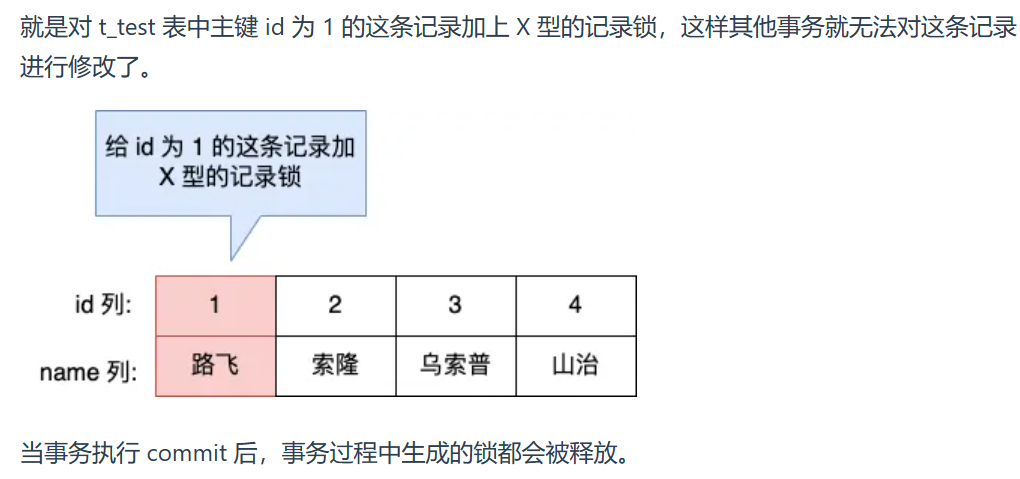 就是对 t_test 表中主键 id 为 1 的这条记录加上 X 型的记录锁，这样其他事务就无法对这条记录
进行修改了。
给 id 为 1 的这条记录加
X 型的记录锁
id 列: 1 2 3 4
name 列: 路飞 索隆 乌索普 山治
当事务执行 commit 后，事务过程中生成的锁都会被释放。